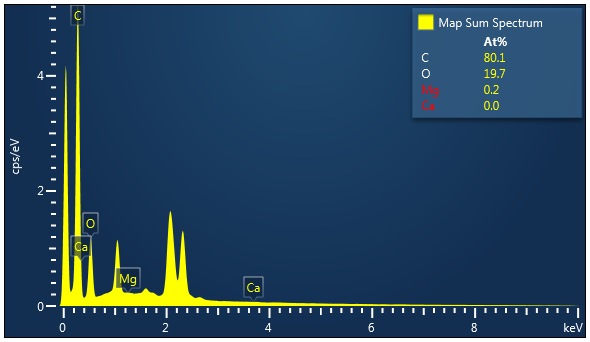 C
Map Sum Spectrum
At%
C 80.1
O 19.7
Mg 0.2
Ca 0.0
4
cps/eV
2
O
Ca
Mg
Ca
0
0 2 4 6 8 keV